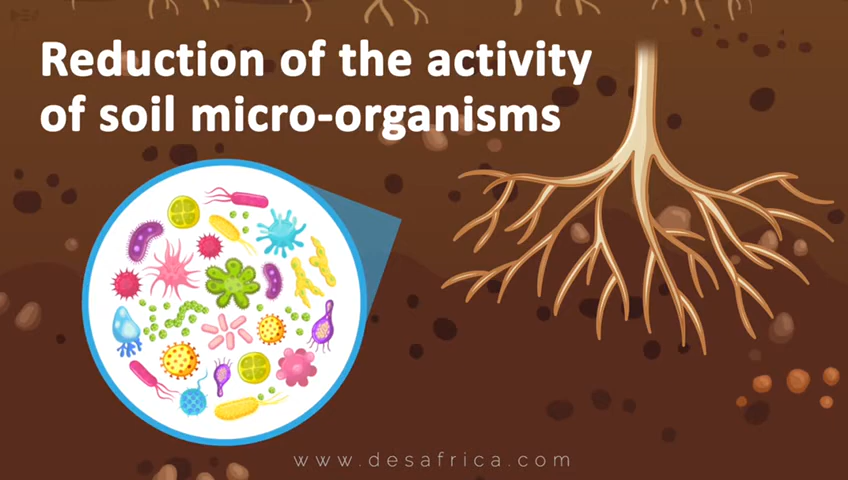 Reduction of the activity
of soil micro-organisms
www.desafrica.com